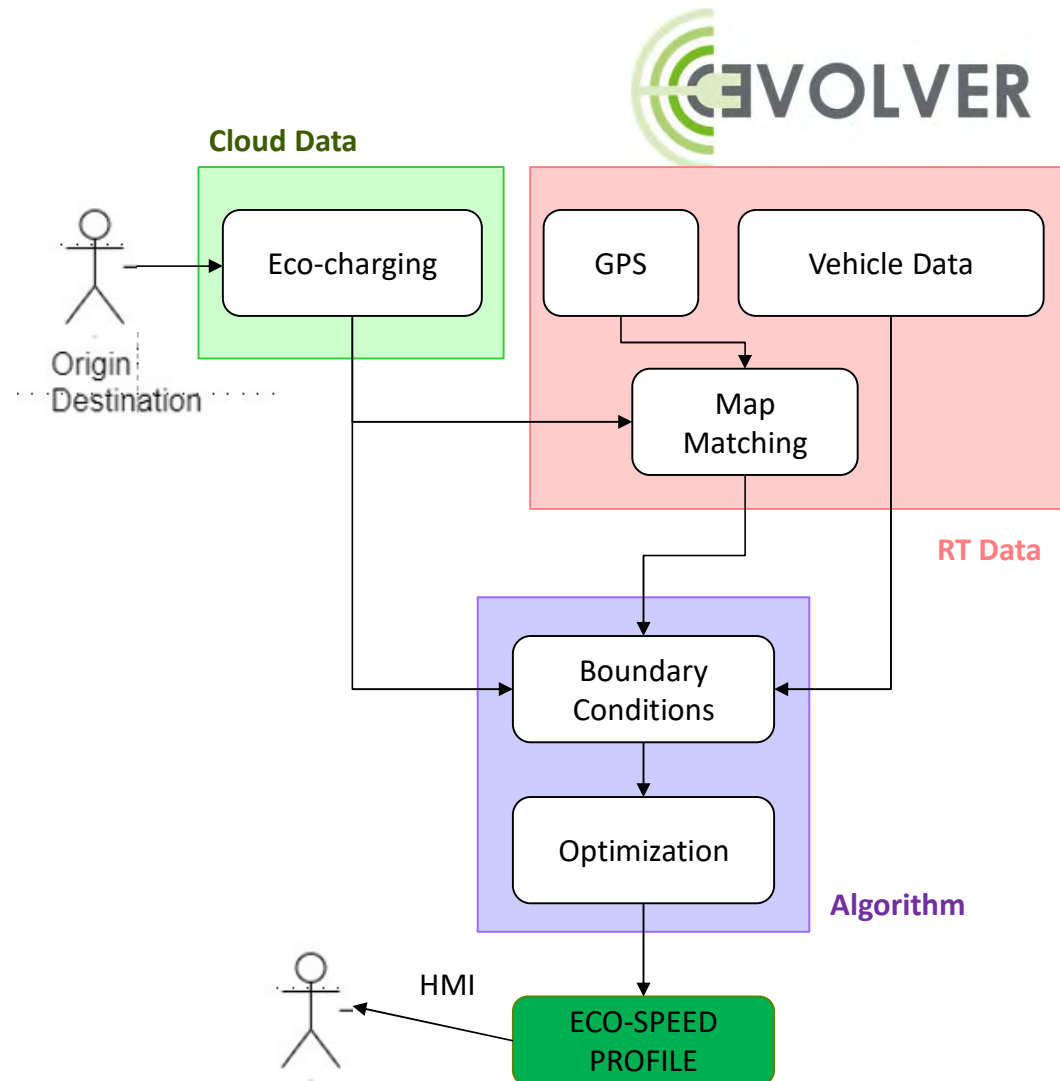 CEVOLVER
Cloud Data
Eco-charging
GPS
Vehicle Data
Origin
Destination
Map
Matching
RT Data
Boundary
Conditions
Optimization
Algorithm
HMI
ECO-SPEED
PROFILE